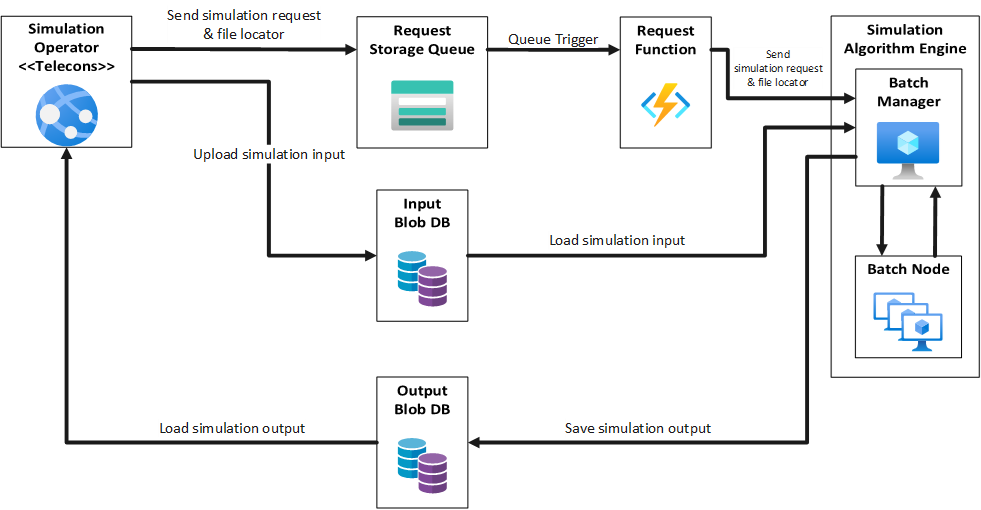 Simulation
Operator
<<Telecons>>
Send simulation request
& file locator
Request
Storage Queue
Queue Trigger
Request
Function
Send
simulation request
& file locator
Simulation
Algorithm Engine
Batch
Manager
Upload simulation input
Input
Blob DB
Load simulation input
Batch Node
Output
Blob DB
Load simulation output
Save simulation output